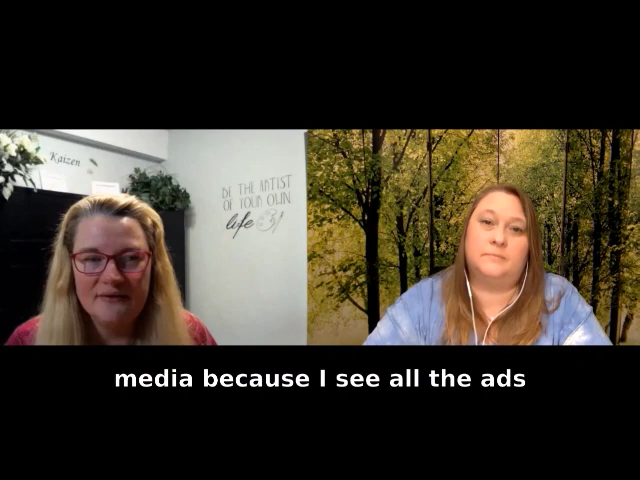 Kaizen
BE THE ARTIST
OF YOUR OWN
life
media because I see all the ads